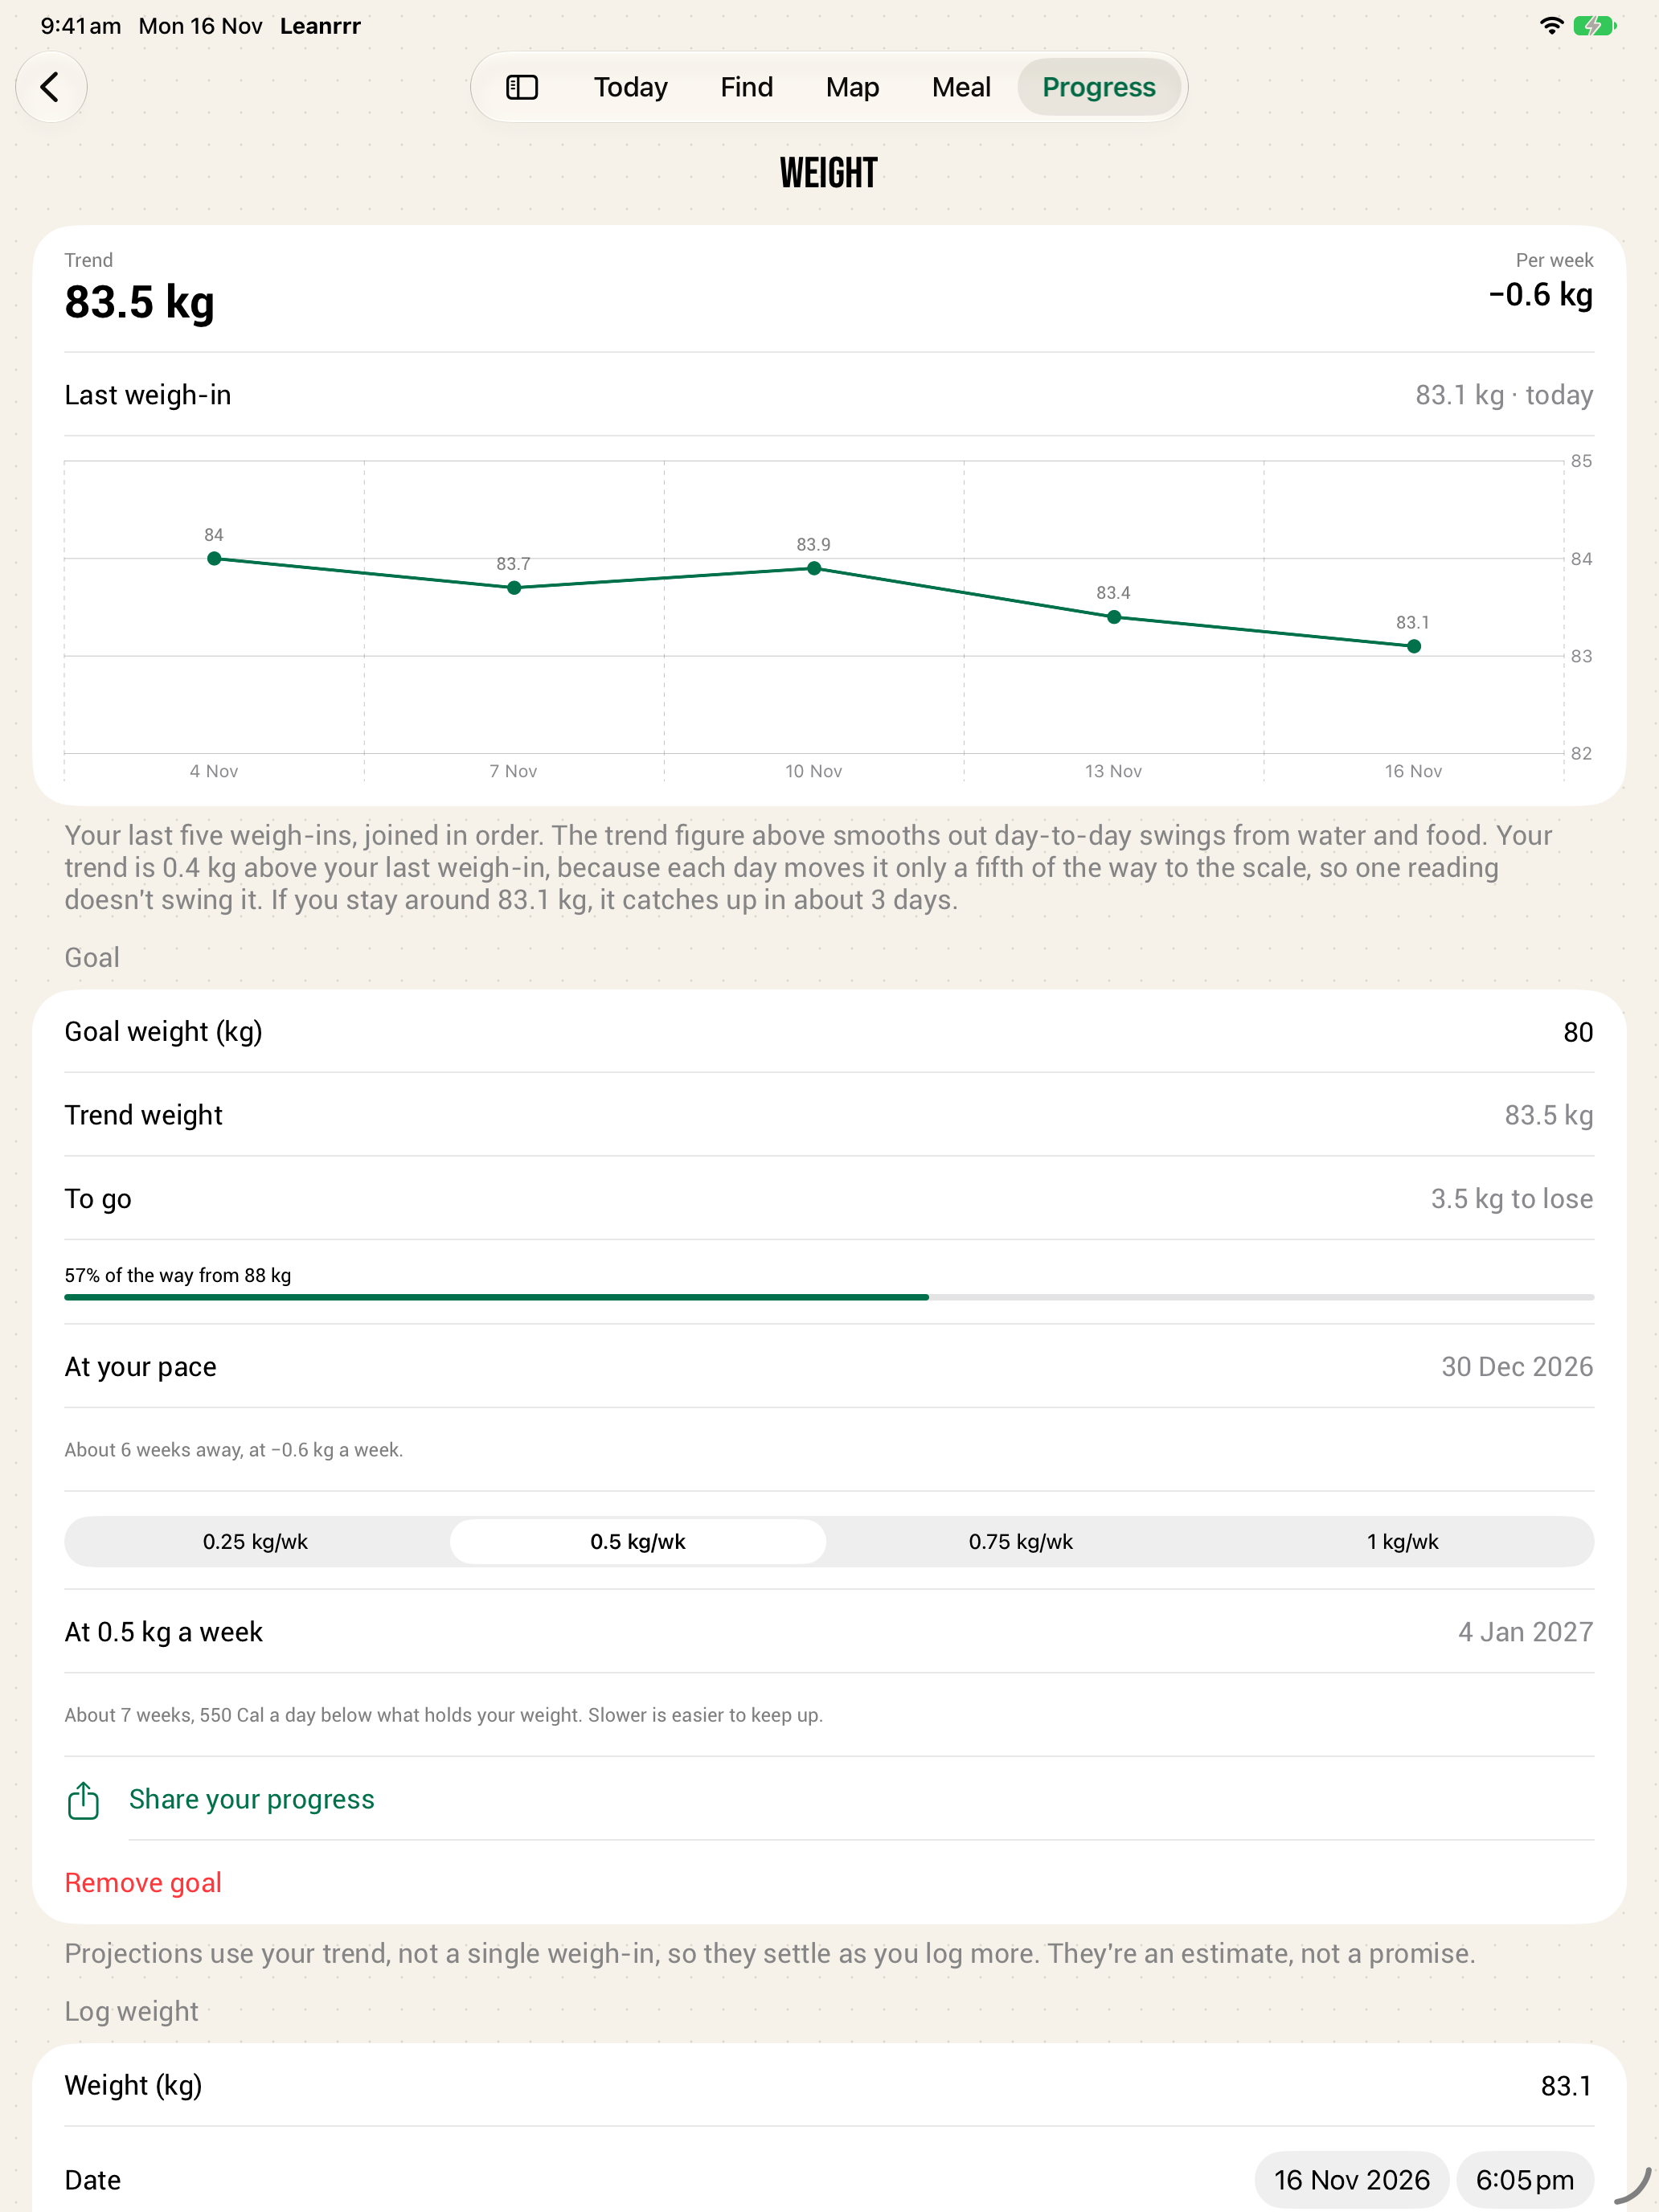 9:41 am Mon 16 Nov Leanrrr
Today Find Map Meal Progress
WEIGHT
Trend
Per week
83.5 kg
−0.6 kg
Last weigh-in
83.1 kg · today
85
84
83
82
84
83.7
83.9
83.4
83.1
4 Nov
7 Nov
10 Nov
13 Nov
16 Nov
Your last five weigh-ins, joined in order. The trend figure above smooths out day-to-day swings from water and food. Your
trend is 0.4 kg above your last weigh-in, because each day moves it only a fifth of the way to the scale, so one reading
doesn't swing it. If you stay around 83.1 kg, it catches up in about 3 days.
Goal
Goal weight (kg)
80
Trend weight
83.5 kg
To go
3.5 kg to lose
57% of the way from 88 kg
At your pace
30 Dec 2026
About 6 weeks away, at −0.6 kg a week.
0.25 kg/wk
0.5 kg/wk
0.75 kg/wk
1 kg/wk
At 0.5 kg a week
4 Jan 2027
About 7 weeks, 550 Cal a day below what holds your weight. Slower is easier to keep up.
Share your progress
Remove goal
Projections use your trend, not a single weigh-in, so they settle as you log more. They're an estimate, not a promise.
Log weight
Weight (kg)
83.1
Date
16 Nov 2026
6:05 pm